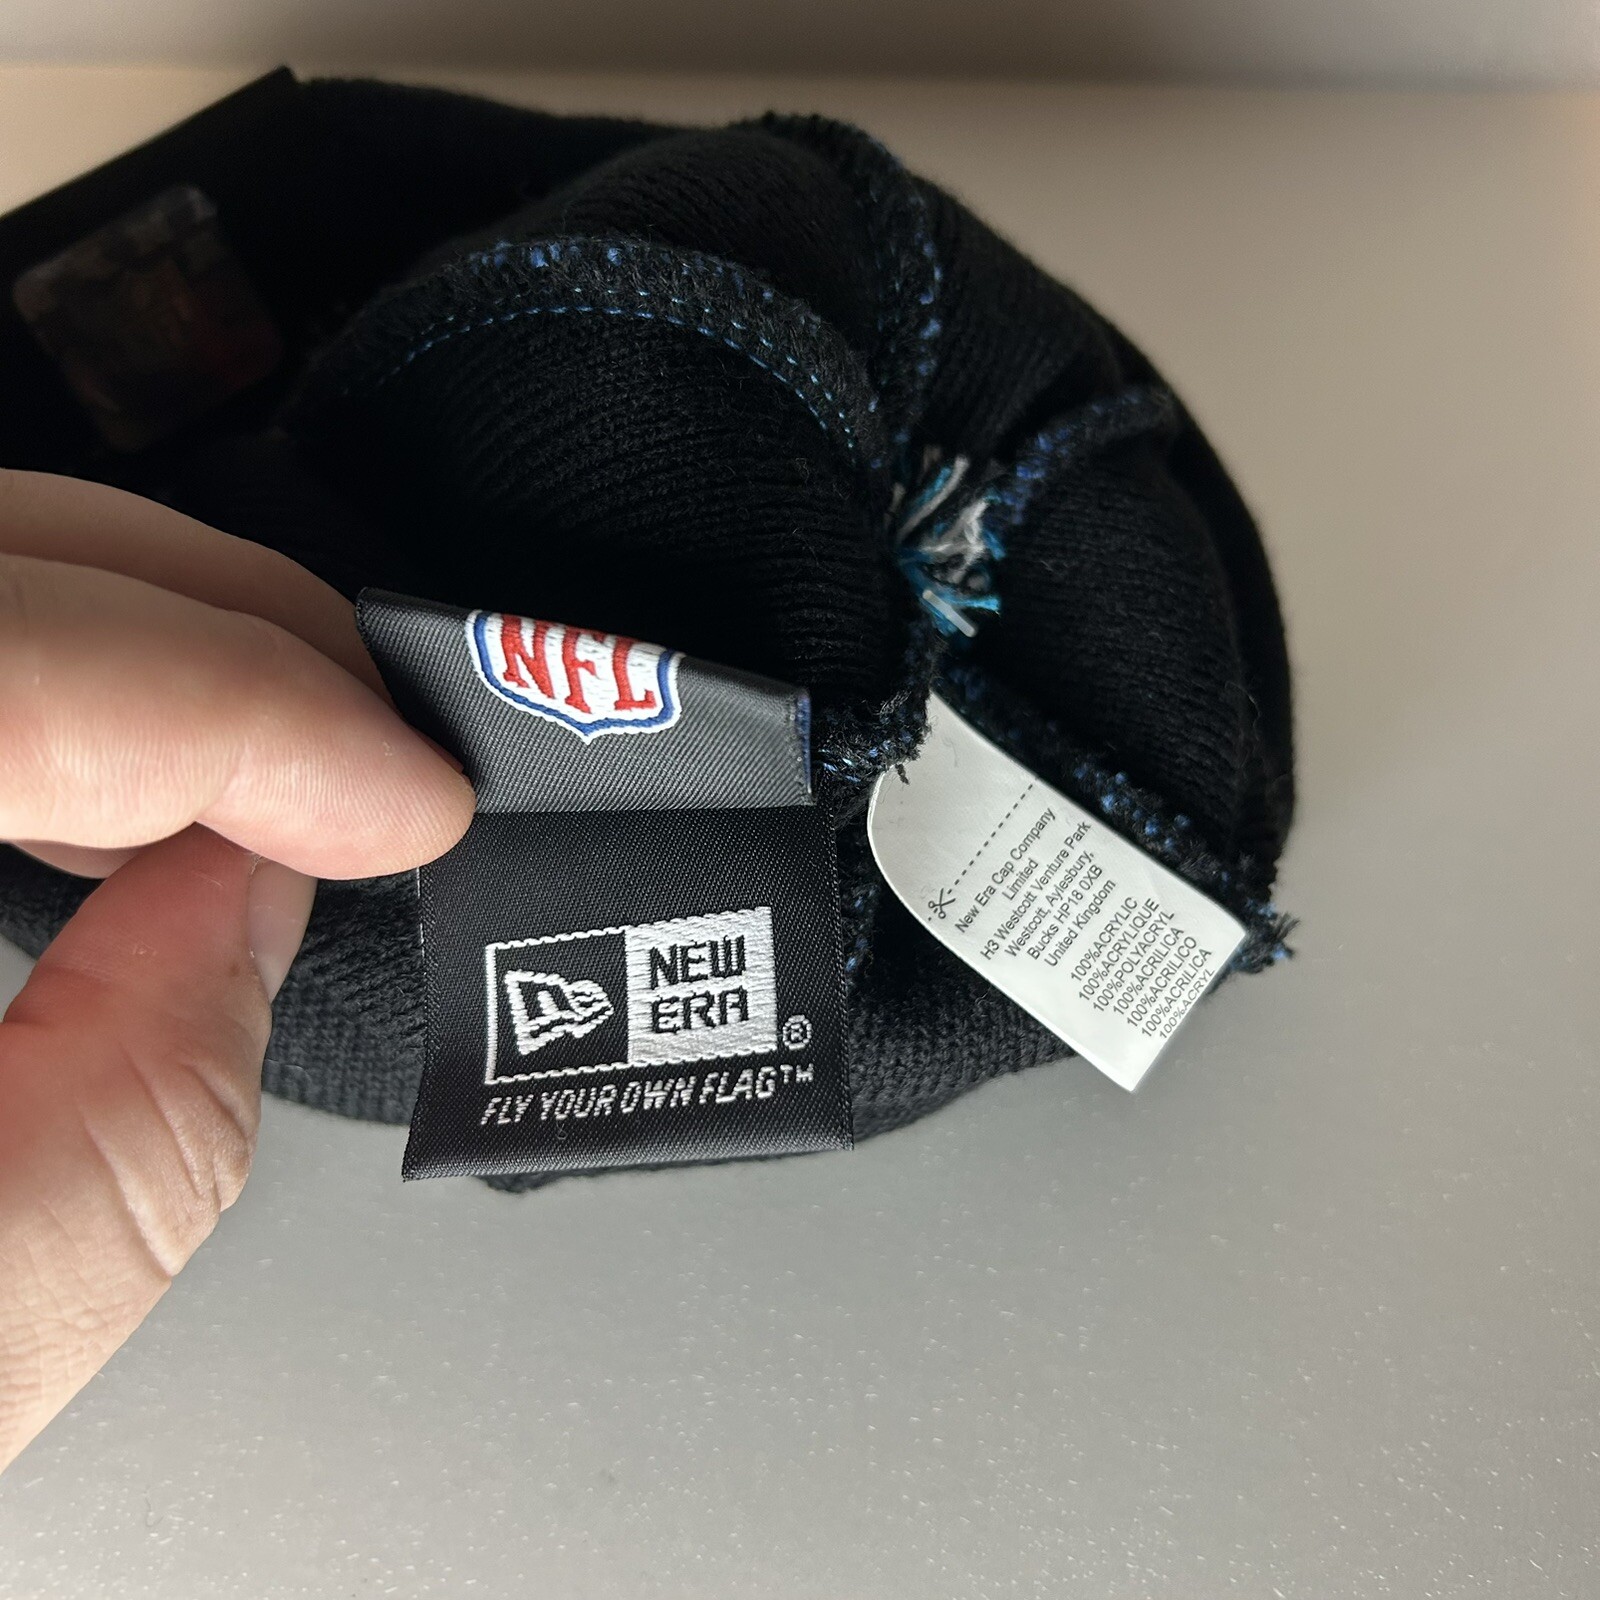 NFL
NEW
ERA®
FLY YOUR OWN FLAG™
New Era Cap Company
Limited
H3 Westcott Venture Park
Westcott, Aylesbury,
Bucks HP18 0XB
United Kingdom
100%ACRYLIC
100%ACRYLIQUE
100%POLYACRYL
100%ACRILICA
100%ACRILICO
100%ACRILICA
100%ACRYL